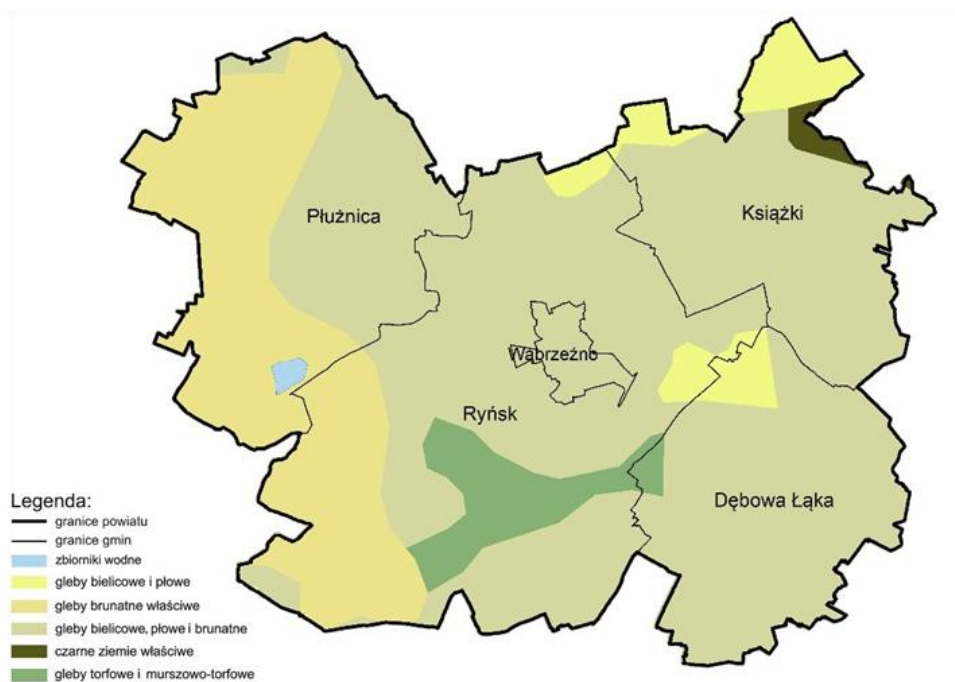 Płużnica
Książki
Wąbrzeźno
Ryńsk
Dębowa Łąka
Legenda:
granice powiatu
granice gmin
zbiorniki wodne
gleby bielicowe i płowe
gleby brunatne właściwe
gleby bielicowe, płowe i brunatne
czarne ziemie właściwe
gleby torfowe i murszowo-torfowe